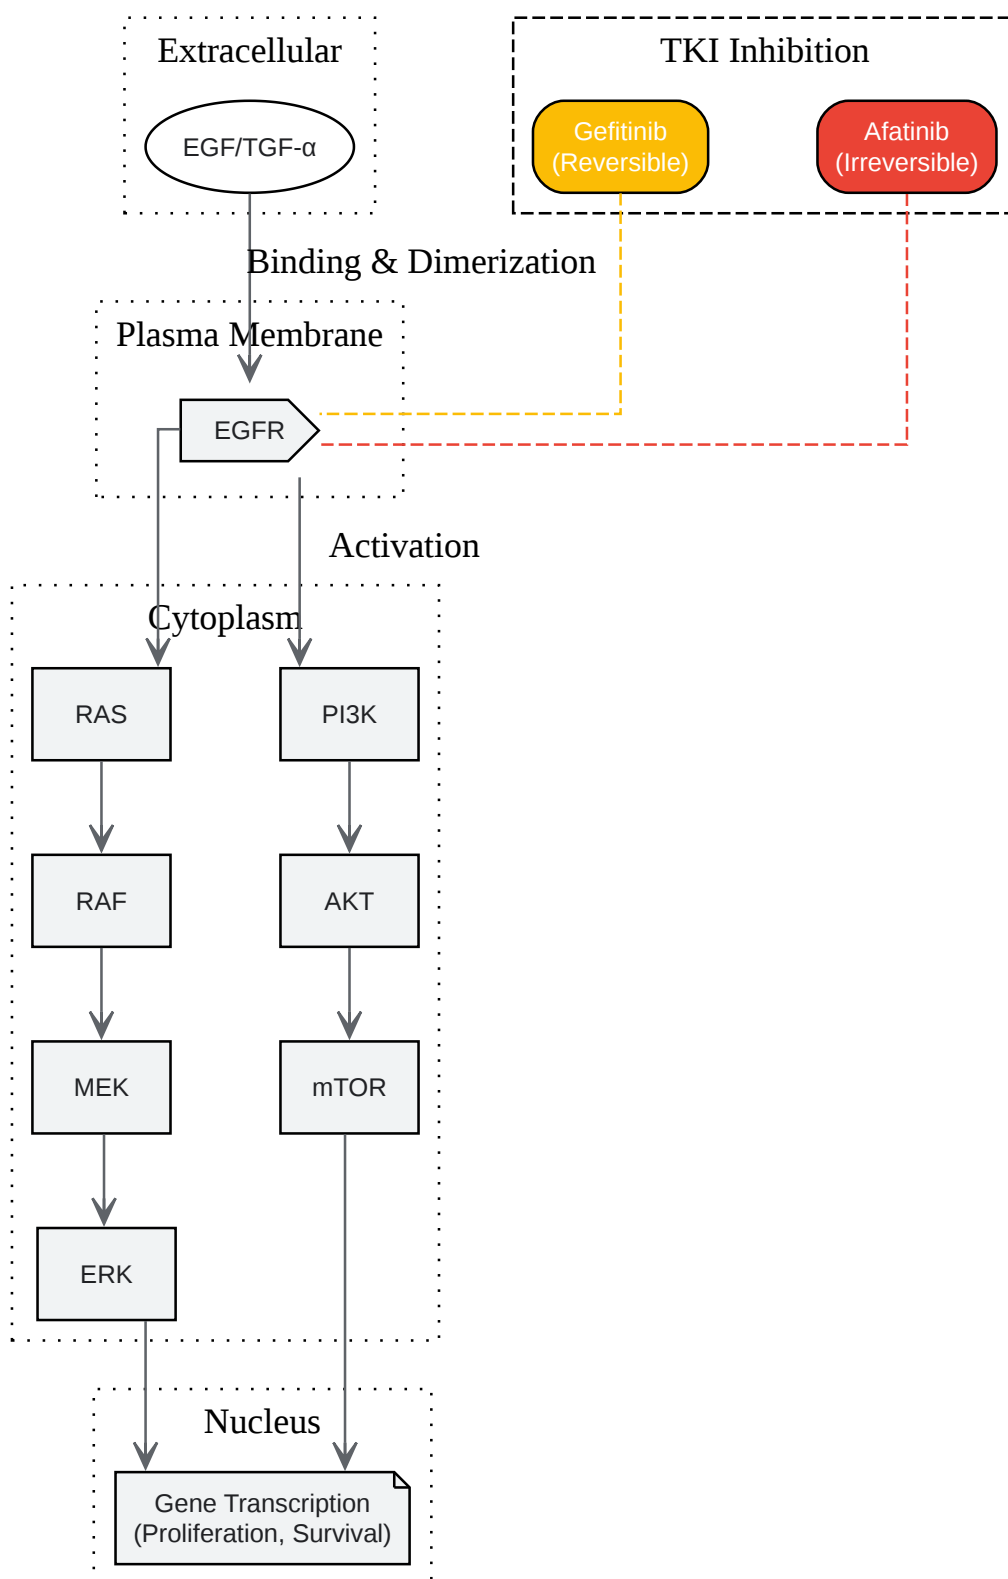 Extracellular
TKI Inhibition
EGF/TGF-α
Gefitinib
(Reversible)
Afatinib
(Irreversible)
Binding & Dimerization
Plasma Membrane
EGFR
Activation
Cytoplasm
RAS
PI3K
RAF
AKT
MEK
mTOR
ERK
Nucleus
Gene Transcription
(Proliferation, Survival)